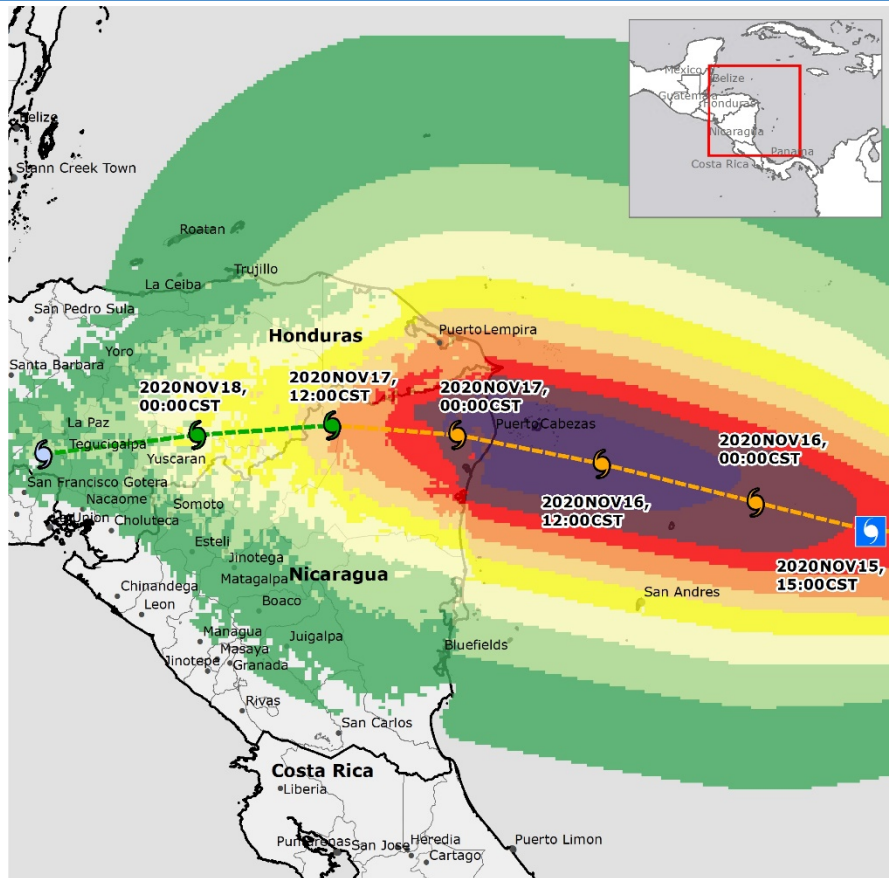 Mexico
Belize
Guatemala
Honduras
Nicaragua
Costa Rica
Panama
Belize
Stann Creek Town
Roatan
Trujillo
La Ceiba
San Pedro Sula
Honduras
Puerto Lempira
Yoro
Santa Barbara
2020NOV18,
00:00CST
2020NOV17,
12:00CST
2020NOV17,
00:00CST
La Paz
Puerto Cabezas
Tegucigalpa
2020NOV16,
00:00CST
Yuscaran
San Francisco Gotera
Nacaome
Somoto
2020NOV16,
12:00CST
Union
Choluteca
Esteli
2020NOV15,
15:00CST
Jinotega
Nicaragua
Matagalpa
Chinandega
San Andres
Leon
Boaco
Managua
Juigalpa
Masaya
Bluefields
Jinotepe
Granada
Rivas
San Carlos
Costa Rica
Liberia
Puntarenas
San Jose
Heredia
Puerto Limon
Cartago